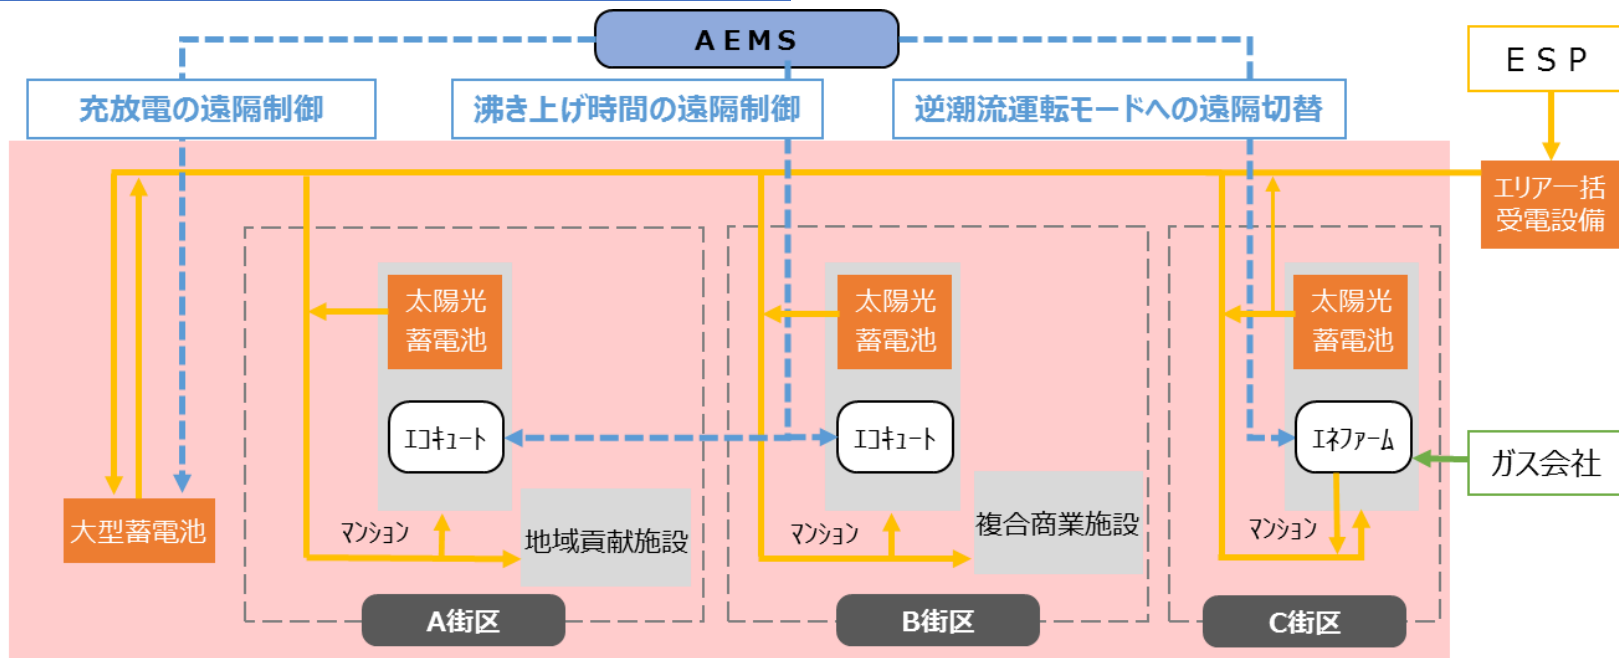 AEMS
ESP
充放電の遠隔制御
沸き上げ時間の遠隔制御
逆潮流運転モードへの遠隔切替
エリア一括
受電設備
太陽光
蓄電池
太陽光
蓄電池
太陽光
蓄電池
エコキュート
エコキュート
エネファーム
ガス会社
大型蓄電池
マンション
地域貢献施設
マンション
複合商業施設
マンション
A街区
B街区
C街区